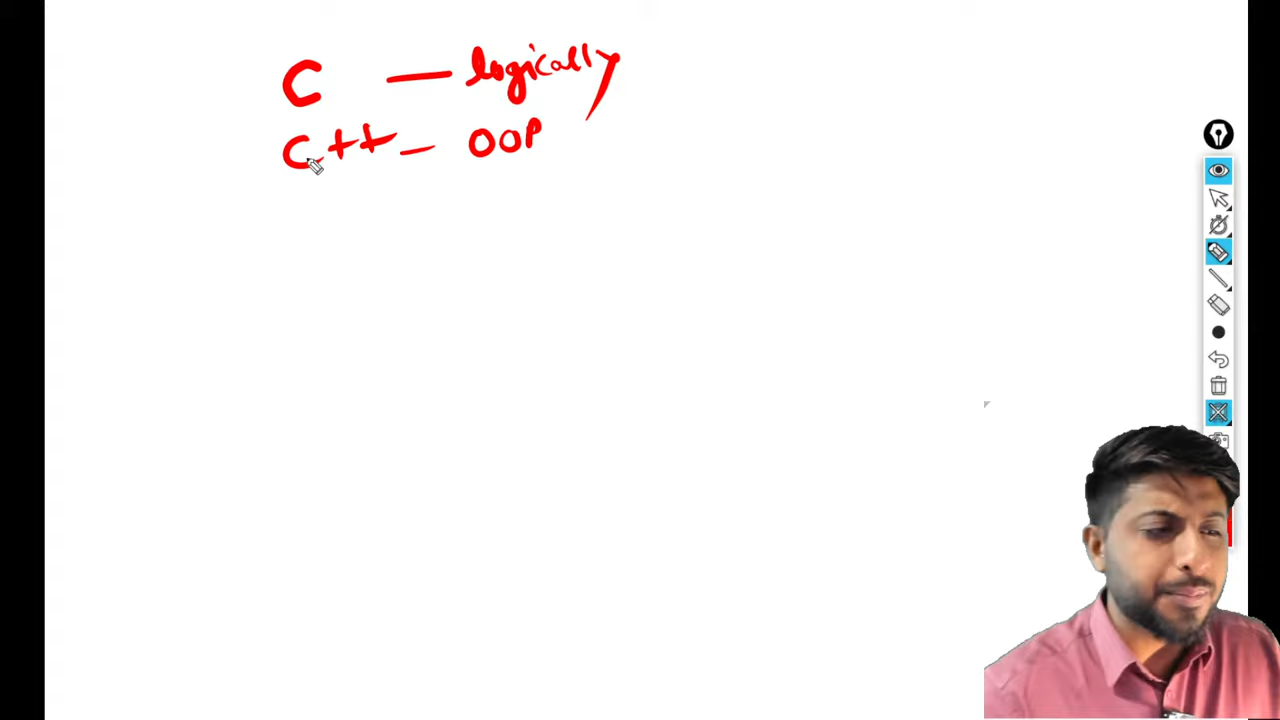 C — logically
C++ — OOP